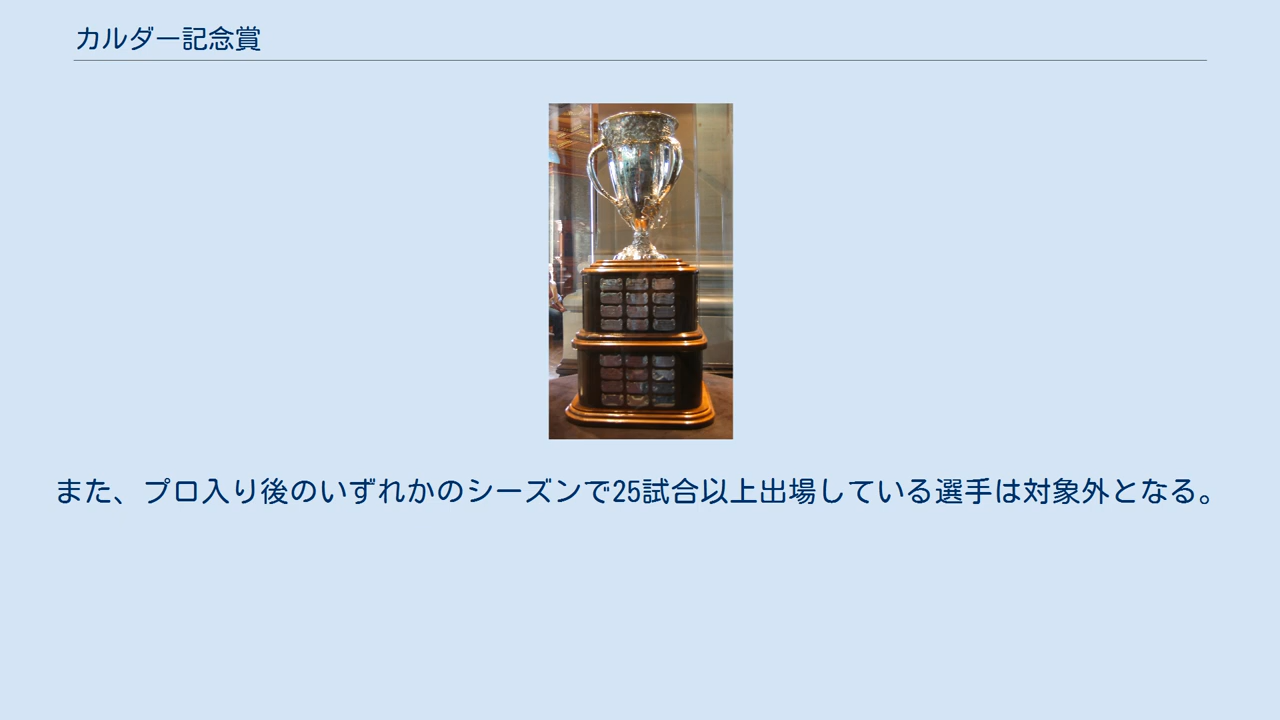 カルダー記念賞
また、プロ入り後のいずれかのシーズンで25試合以上出場している選手は対象外となる。